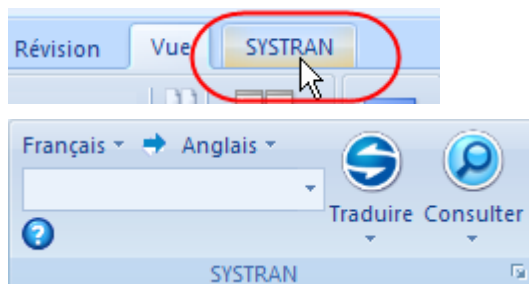 Révision Vue SYSTRAN
Français Anglais
Traduire Consulter
SYSTRAN